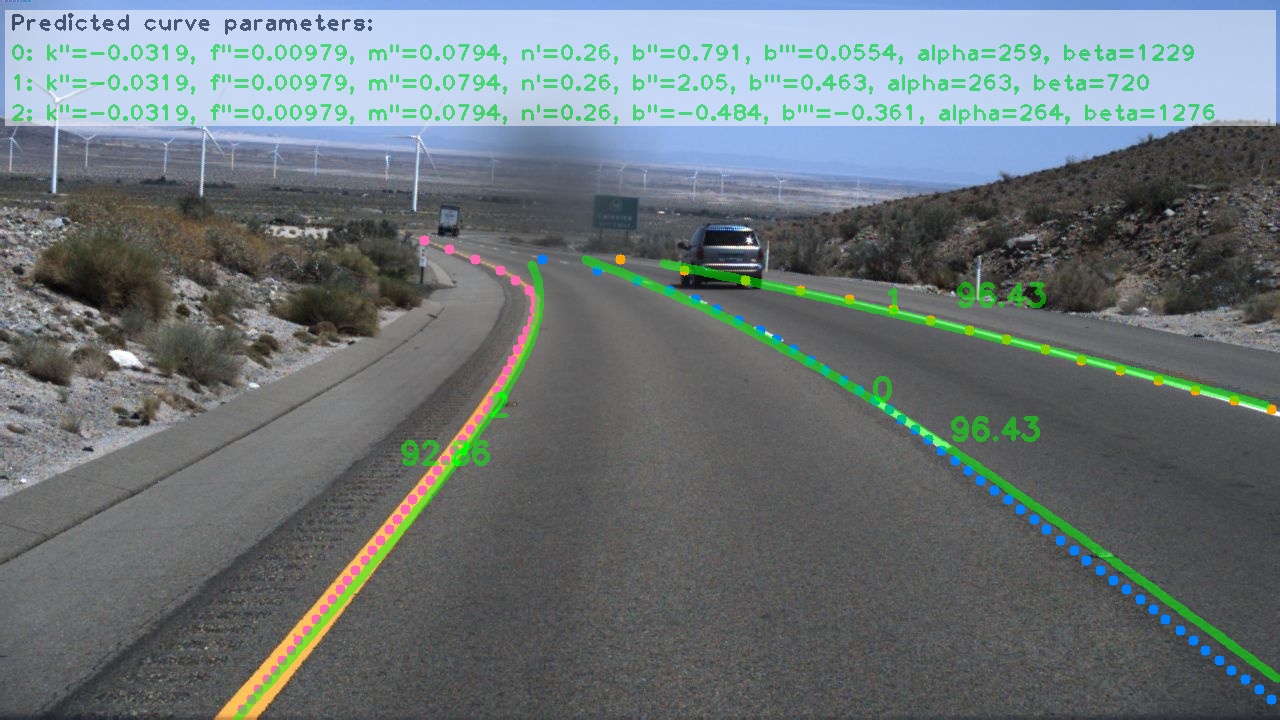 Predicted curve parameters:
0: k''=-0.0319, f''=0.00979, m''=0.0794, n'=0.26, b''=0.791, b'''=0.0554, alpha=259, beta=1229
1: k''=-0.0319, f''=0.00979, m''=0.0794, n'=0.26, b''=2.05, b'''=0.463, alpha=263, beta=720
2: k''=-0.0319, f''=0.00979, m''=0.0794, n'=0.26, b''=-0.484, b'''=-0.361, alpha=264, beta=1276
1
96.43
0
96.43
2